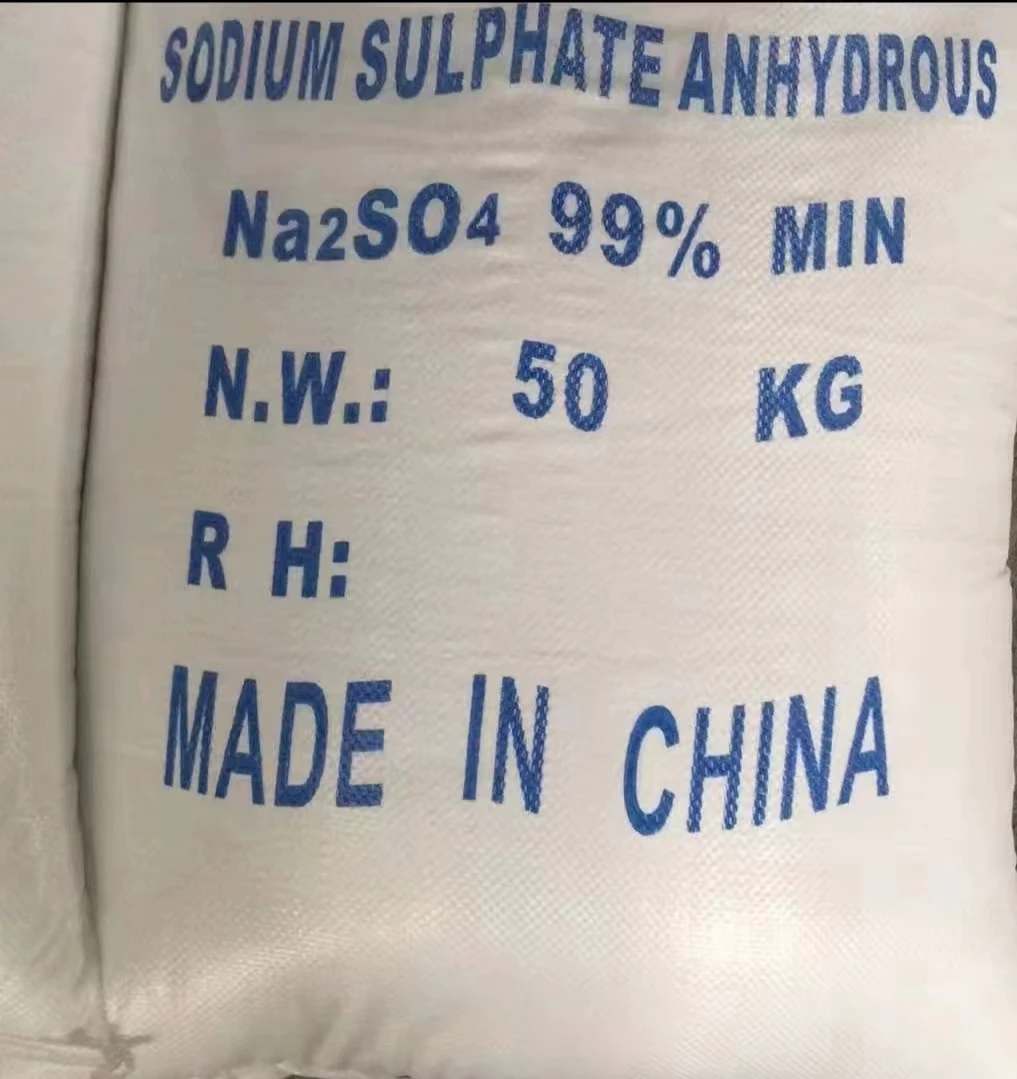 SODIUM SULPHATE ANHYDROUS
Na2SO4 99% MIN
N.W.: 50 KG
R H:
MADE IN CHINA